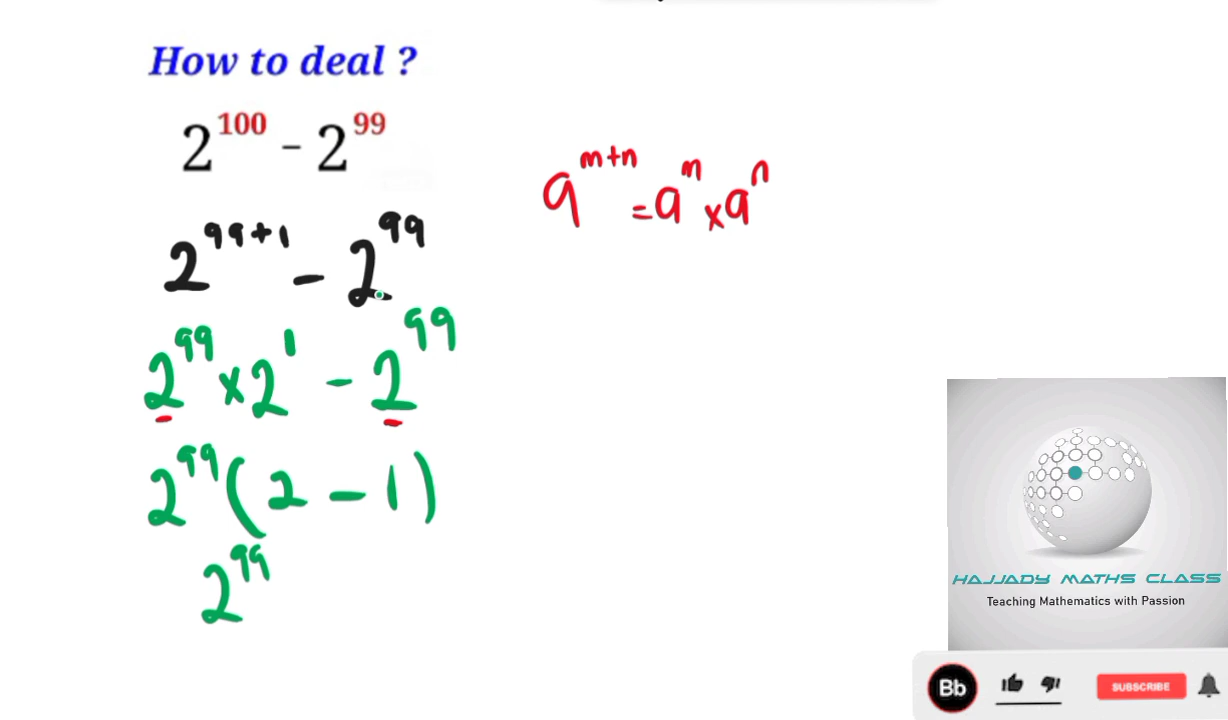 How to deal ?
2^100 - 2^99
a^m+n = a^m × a^n
2^99+1 - 2^99
2^99 × 2^1 - 2^99
2^99 (2 - 1)
2^99
HAJJADY MATHS CLASS
Teaching Mathematics with Passion
Bb
SUBSCRIBE